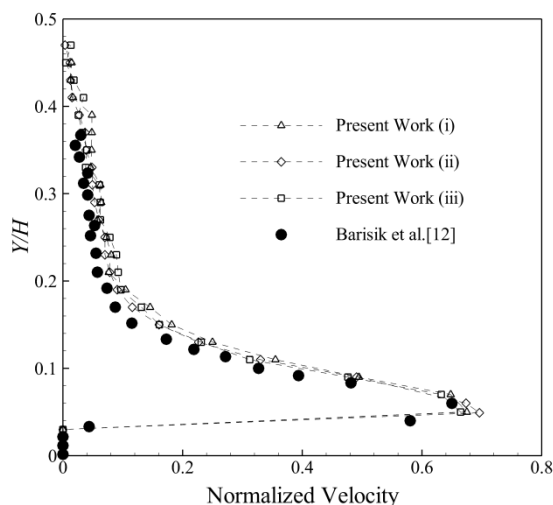 0.5
0.4
0.3
0.2
0.1
0
Y/H
Present Work (i)
Present Work (ii)
Present Work (iii)
Barisik et al.[12]
0 0.2 0.4 0.6 0.8
Normalized Velocity